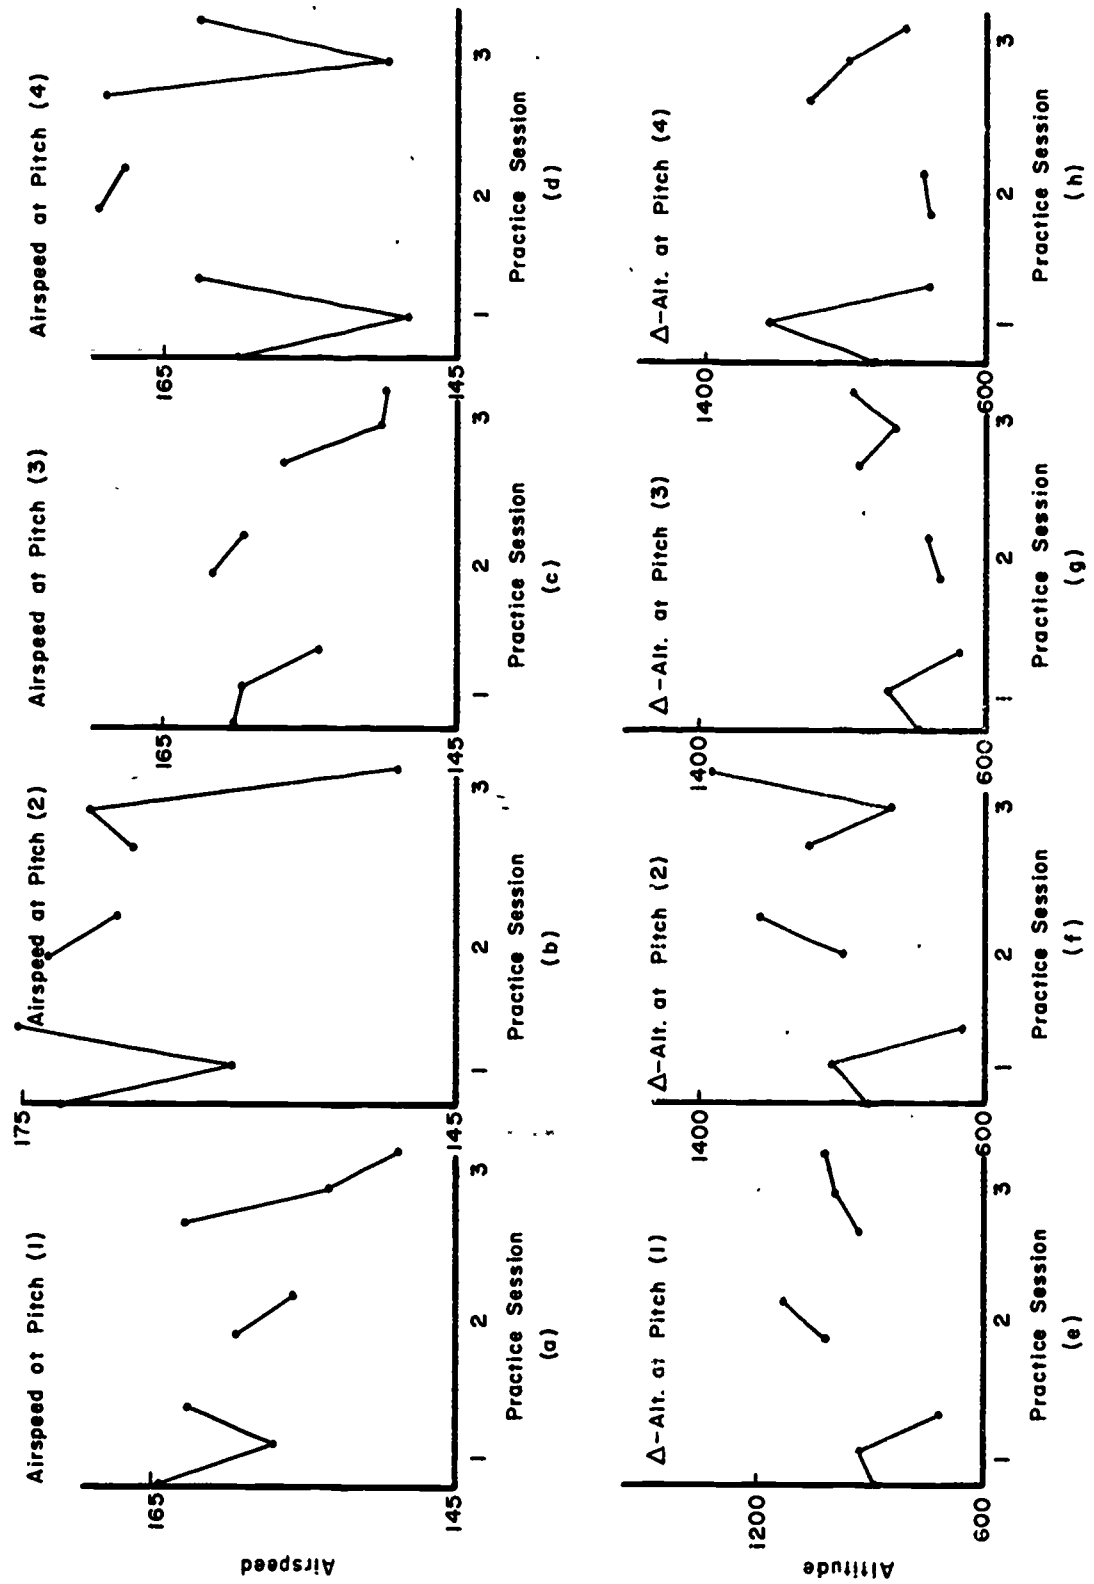 Airspeed at Pitch (1)
Airspeed
165
145
1
2
3
Practice Session
(a)
Airspeed at Pitch (2)
175
145
1
2
3
Practice Session
(b)
Airspeed at Pitch (3)
165
145
1
2
3
Practice Session
(c)
Airspeed at Pitch (4)
165
145
1
2
3
Practice Session
(d)
Δ-Alt. at Pitch (1)
Altitude
1200
600
1
2
3
Practice Session
(e)
Δ-Alt. at Pitch (2)
1400
600
1
2
3
Practice Session
(f)
Δ-Alt. at Pitch (3)
1400
600
1
2
3
Practice Session
(g)
Δ-Alt. at Pitch (4)
1400
600
1
2
3
Practice Session
(h)